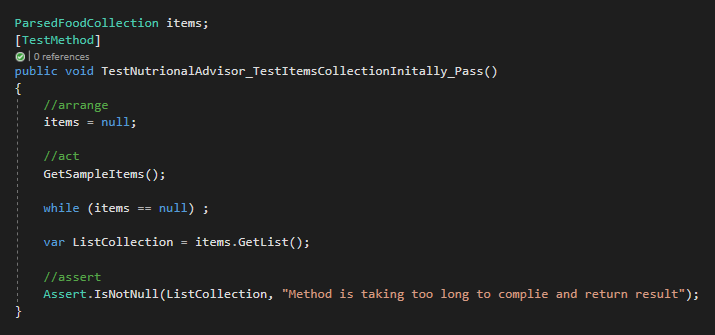 ParsedFoodCollection items;
[TestMethod]
| 0 references
public void TestNutrionalAdvisor_TestItemsCollectionInitally_Pass()
{
//arrange
items = null;
//act
GetSampleItems();
while (items == null) ;
var ListCollection = items.GetList();
//assert
Assert.IsNotNull(ListCollection, "Method is taking too long to complie and return result");
}